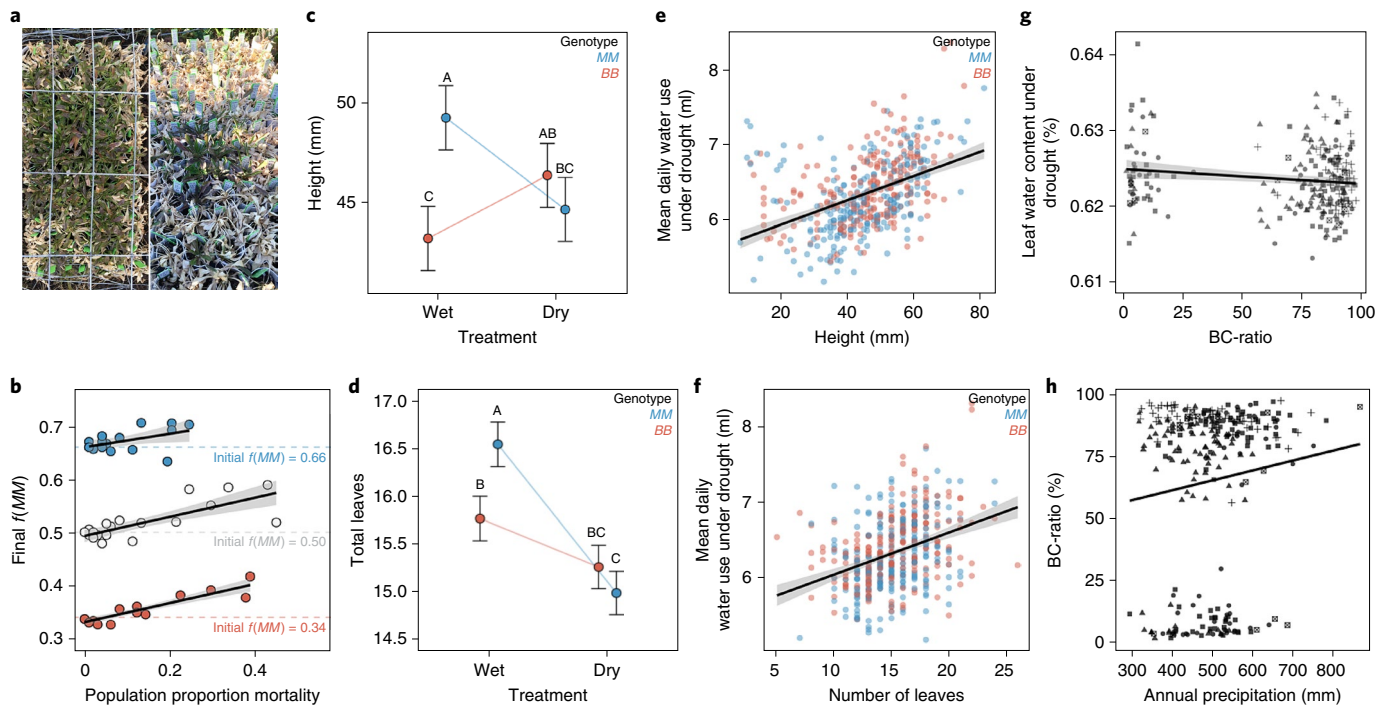 a
b
Final f(MM)
0.7
0.6
0.5
0.4
0.3
Initial f(MM) = 0.66
Initial f(MM) = 0.50
Initial f(MM) = 0.34
0
0.2
0.4
Population proportion mortality
c
Height (mm)
50
45
Genotype
MM
BB
A
C
AB
BC
Wet
Dry
Treatment
d
Total leaves
17.0
16.5
16.0
15.5
15.0
14.5
Genotype
MM
BB
A
B
BC
C
Wet
Dry
Treatment
e
Mean daily water use
under drought (ml)
8
7
6
Genotype
MM
BB
20
40
60
80
Height (mm)
f
Mean daily
water use under drought (ml)
8
7
6
Genotype
MM
BB
5
10
15
20
25
Number of leaves
g
Leaf water content under
drought (%)
0.64
0.63
0.62
0.61
0
25
50
75
100
BC-ratio
h
BC-ratio (%)
100
75
50
25
0
300
400
500
600
700
800
Annual precipitation (mm)